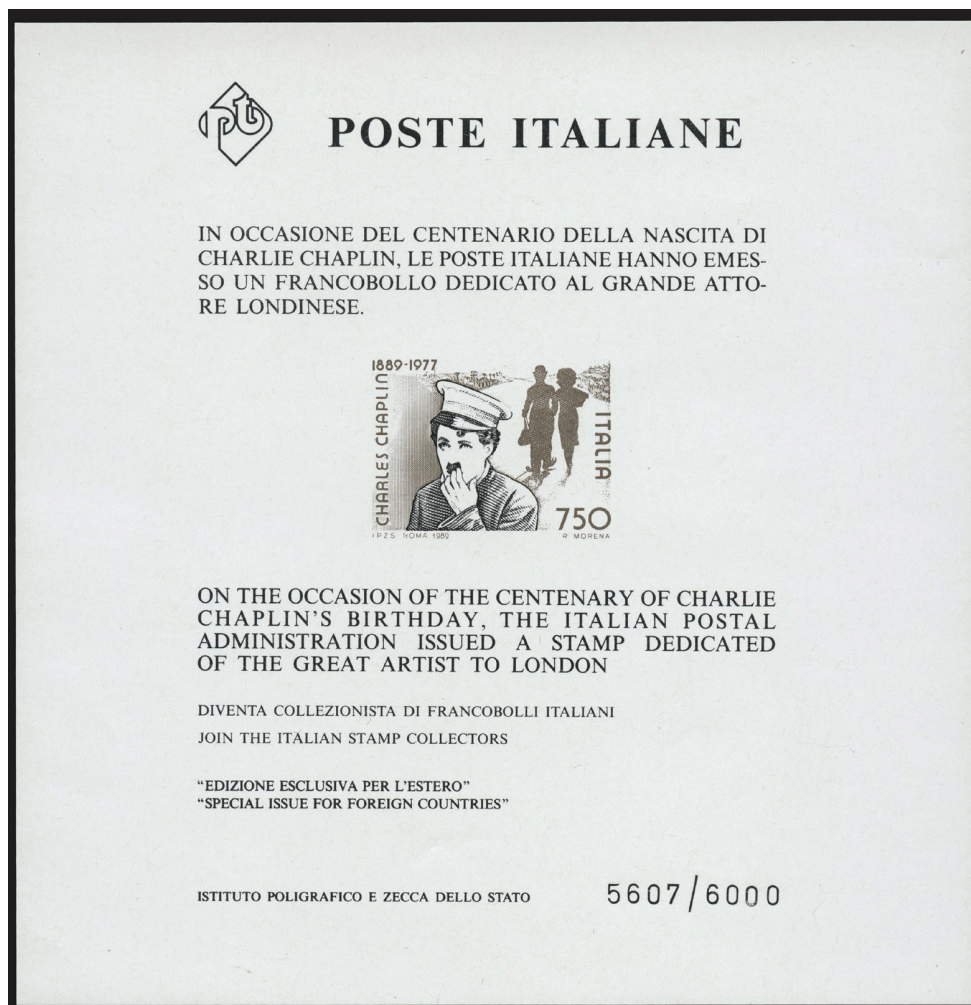 pt
POSTE ITALIANE
IN OCCASIONE DEL CENTENARIO DELLA NASCITA DI
CHARLIE CHAPLIN, LE POSTE ITALIANE HANNO EMES-
SO UN FRANCOBOLLO DEDICATO AL GRANDE ATTO-
RE LONDINESE.
1889-1977
CHARLES CHAPLIN
ITALIA
750
I.P.Z.S. ROMA 1989
R. MORENA
ON THE OCCASION OF THE CENTENARY OF CHARLIE
CHAPLIN'S BIRTHDAY, THE ITALIAN POSTAL
ADMINISTRATION ISSUED A STAMP DEDICATED
OF THE GREAT ARTIST TO LONDON
DIVENTA COLLEZIONISTA DI FRANCOBOLLI ITALIANI
JOIN THE ITALIAN STAMP COLLECTORS
“EDIZIONE ESCLUSIVA PER L'ESTERO”
“SPECIAL ISSUE FOR FOREIGN COUNTRIES”
ISTITUTO POLIGRAFICO E ZECCA DELLO STATO
5607/6000